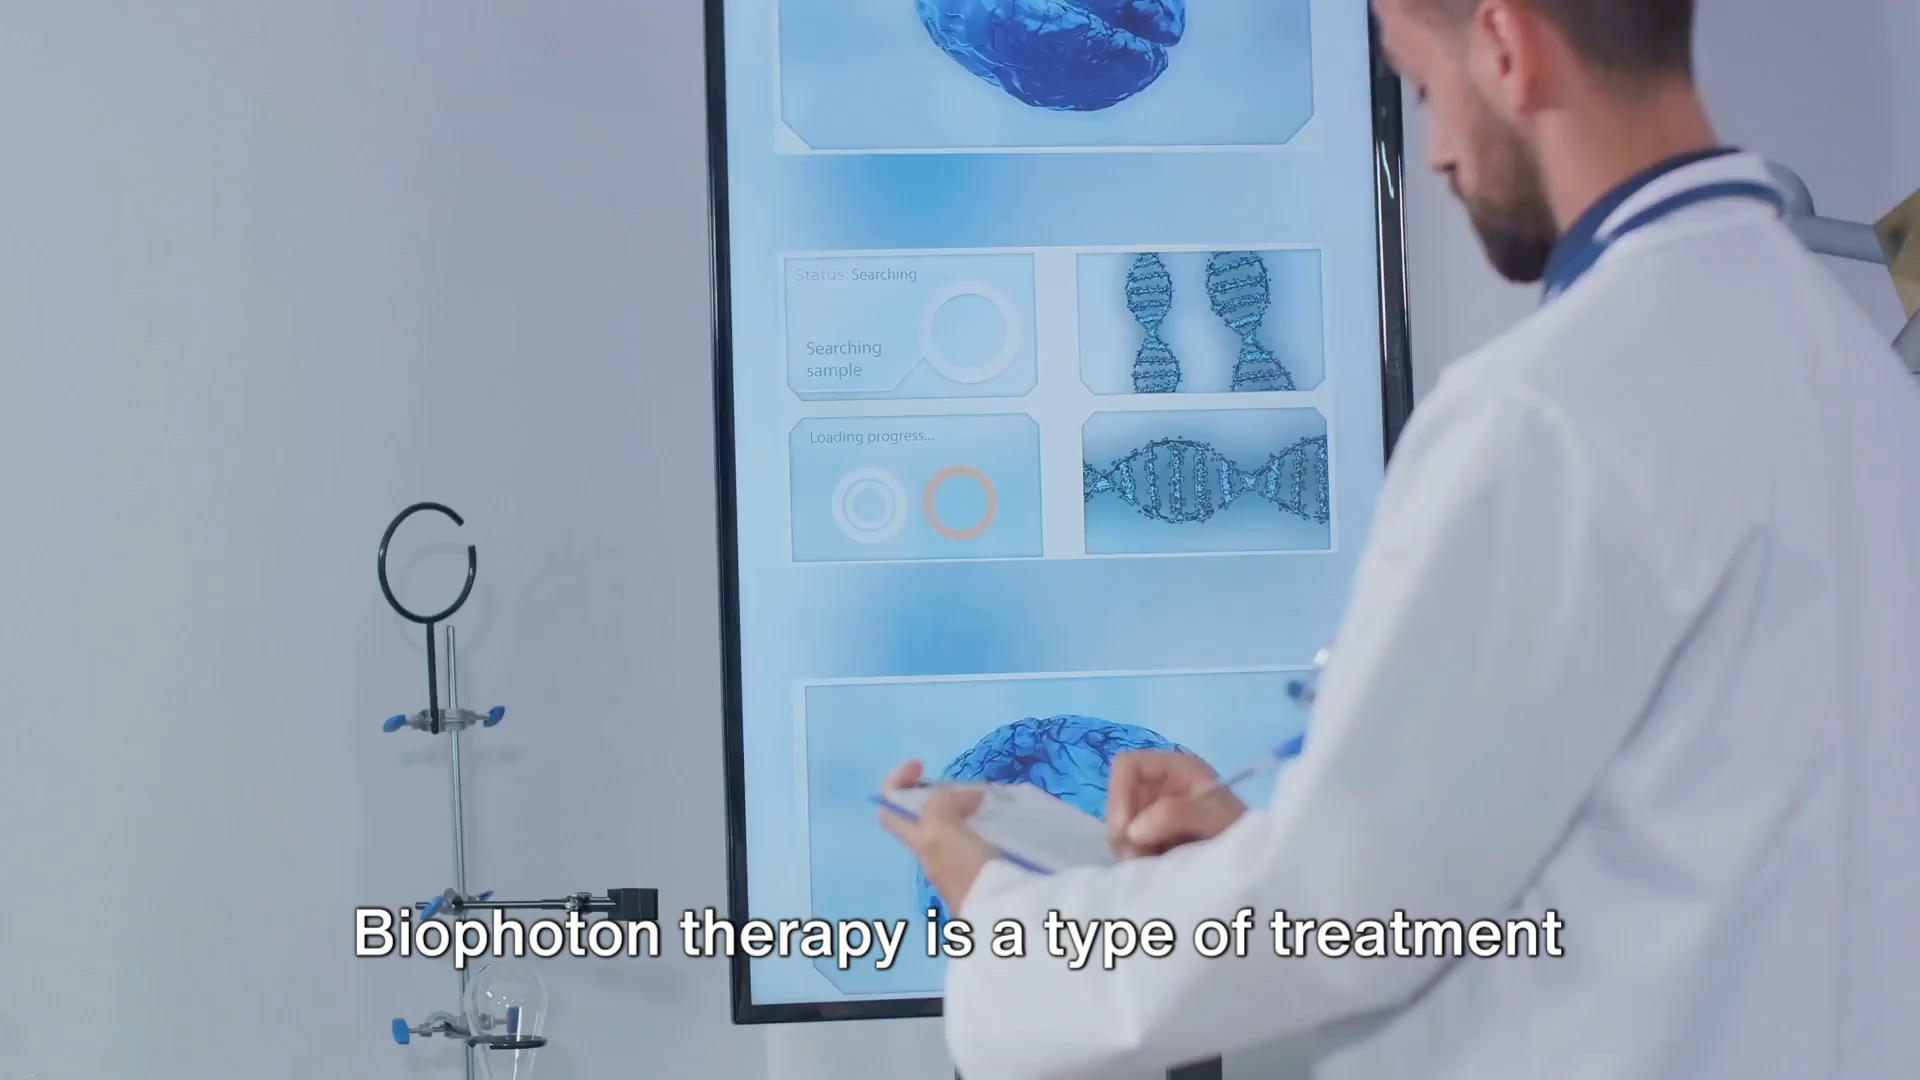 Status: Searching
Searching
sample
Loading progress...
Biophoton therapy is a type of treatment